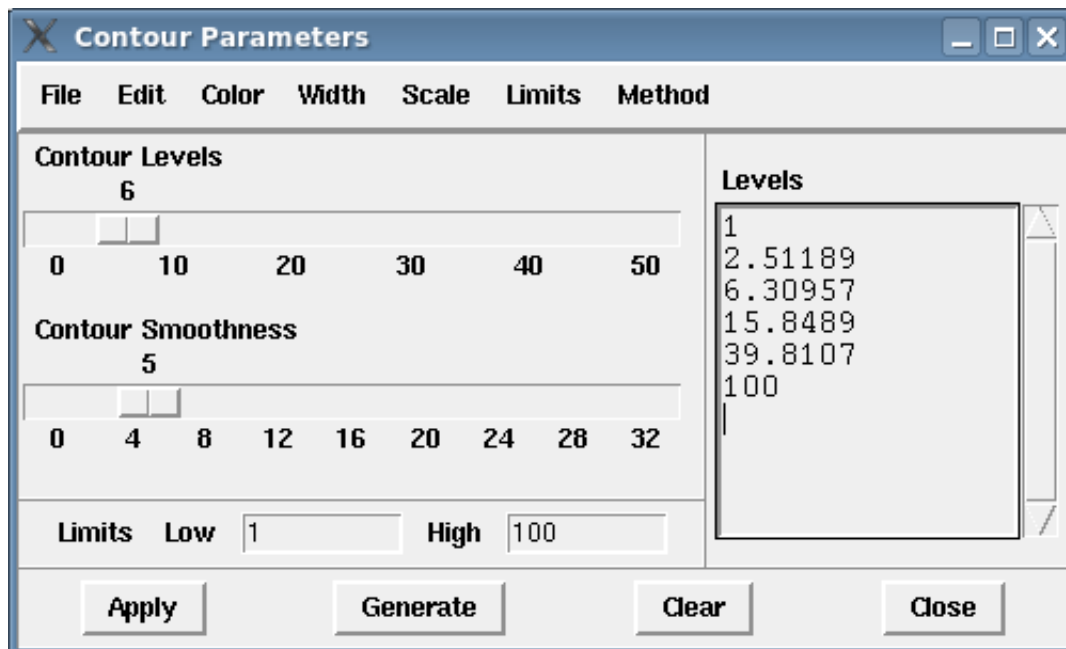 Contour Parameters
File Edit Color Width Scale Limits Method
Contour Levels
6
0 10 20 30 40 50
Contour Smoothness
5
0 4 8 12 16 20 24 28 32
Limits Low 1 High 100
Levels
1
2.51189
6.30957
15.8489
39.8107
100
Apply Generate Clear Close